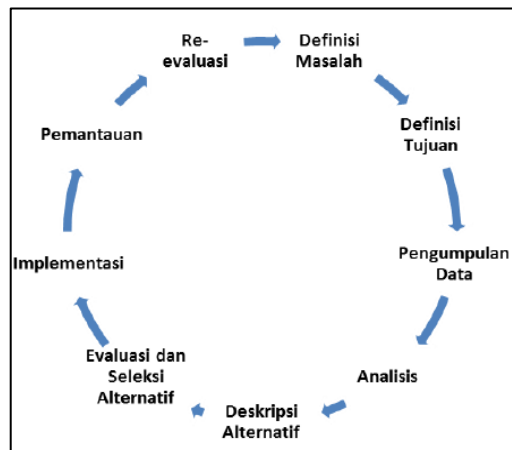 Re-
evaluasi
Definisi
Masalah
Definisi
Tujuan
Pengumpulan
Data
Analisis
Deskripsi
Alternatif
Evaluasi dan
Seleksi
Alternatif
Implementasi
Pemantauan